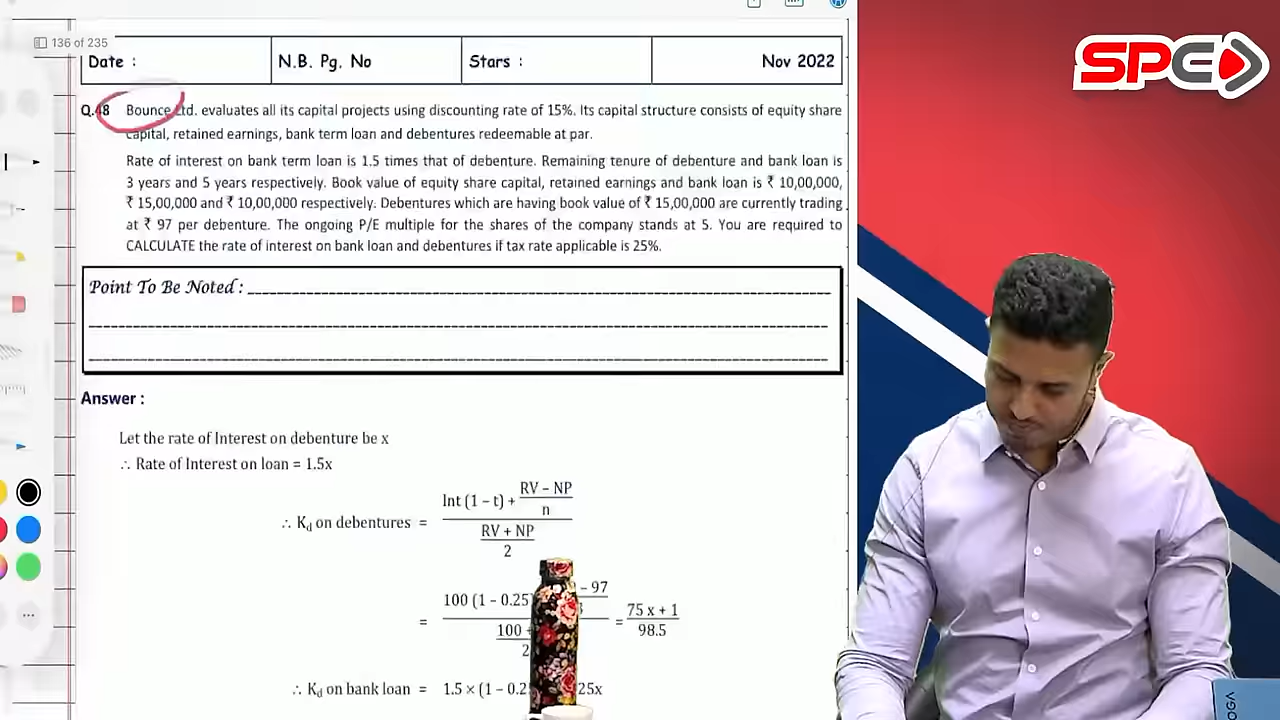 136 of 235
SPC
Date :
N.B. Pg. No
Stars :
Nov 2022
Q.48 Bounce Ltd. evaluates all its capital projects using discounting rate of 15%. Its capital structure consists of equity share
capital, retained earnings, bank term loan and debentures redeemable at par.
Rate of interest on bank term loan is 1.5 times that of debenture. Remaining tenure of debenture and bank loan is
3 years and 5 years respectively. Book value of equity share capital, retained earnings and bank loan is ₹ 10,00,000,
₹ 15,00,000 and ₹ 10,00,000 respectively. Debentures which are having book value of ₹ 15,00,000 are currently trading
at ₹ 97 per debenture. The ongoing P/E multiple for the shares of the company stands at 5. You are required to
CALCULATE the rate of interest on bank loan and debentures if tax rate applicable is 25%.
Point To Be Noted :
Answer :
Let the rate of Interest on debenture be x
∴ Rate of Interest on loan = 1.5x
RV – NP
Int (1 – t) +
n
∴ Kd on debentures =
RV + NP
2
– 97
100 (1 – 0.25
3
= = 75 x + 1
100
98.5
2
∴ Kd on bank loan = 1.5 × (1 – 0.2 25x